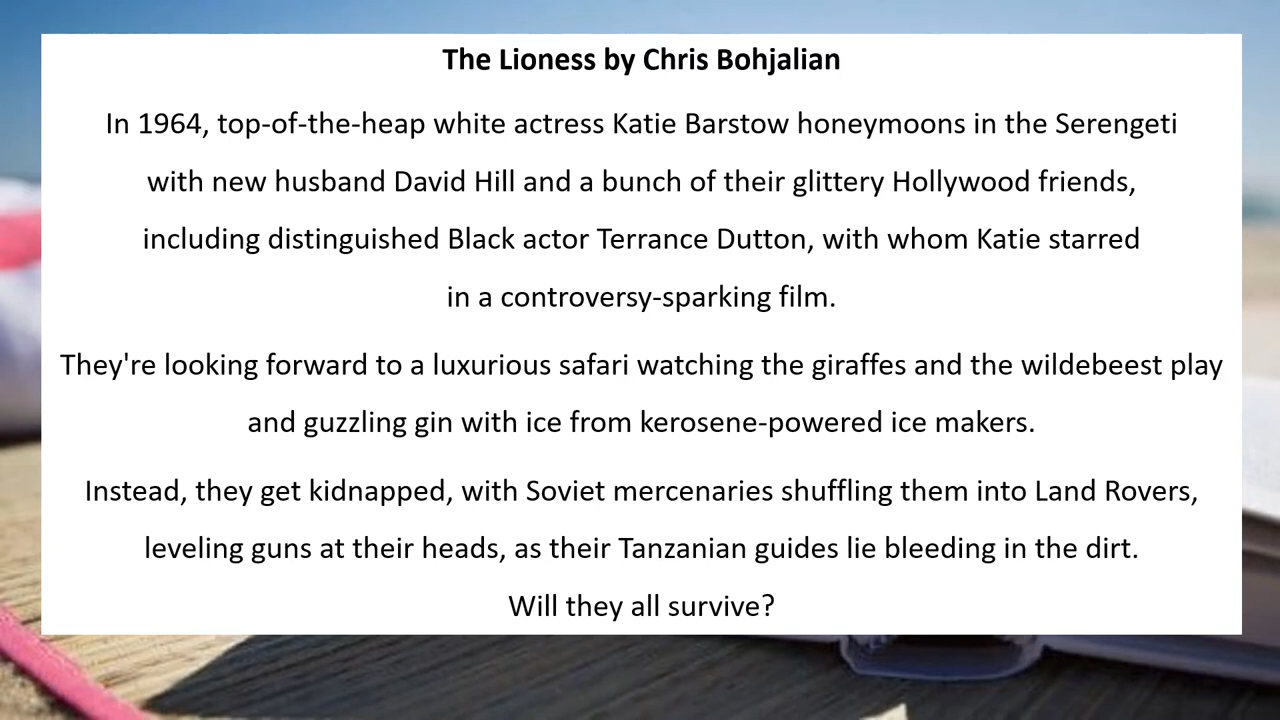 The Lioness by Chris Bohjalian
In 1964, top-of-the-heap white actress Katie Barstow honeymoons in the Serengeti
with new husband David Hill and a bunch of their glittery Hollywood friends,
including distinguished Black actor Terrance Dutton, with whom Katie starred
in a controversy-sparking film.
They're looking forward to a luxurious safari watching the giraffes and the wildebeest play
and guzzling gin with ice from kerosene-powered ice makers.
Instead, they get kidnapped, with Soviet mercenaries shuffling them into Land Rovers,
leveling guns at their heads, as their Tanzanian guides lie bleeding in the dirt.
Will they all survive?